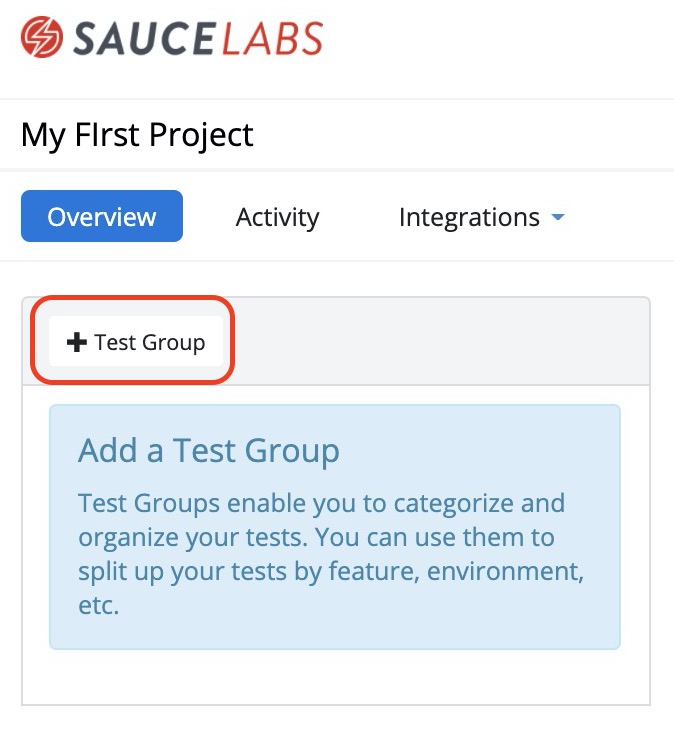 SAUCELABS
My FIrst Project
Overview Activity Integrations
Test Group
Add a Test Group
Test Groups enable you to categorize and
organize your tests. You can use them to
split up your tests by feature, environment,
etc.